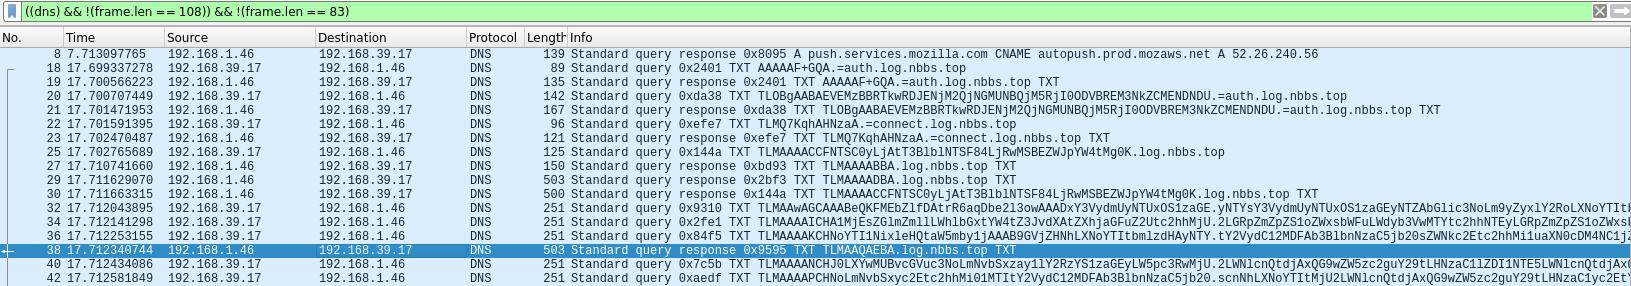 ((dns) && !(frame.len == 108)) && !(frame.len == 83)
No. Time Source Destination Protocol Length Info
8 7.713097765 192.168.1.46 192.168.39.17 DNS 139 Standard query response 0x8095 A push.services.mozilla.com CNAME autopush.prod.mozaws.net A 52.26.240.56
18 17.699337278 192.168.39.17 192.168.1.46 DNS 89 Standard query 0x2401 TXT AAAAAF+GQA.=auth.log.nbbs.top
19 17.700566223 192.168.1.46 192.168.39.17 DNS 135 Standard query response 0x2401 TXT AAAAAF+GQA.=auth.log.nbbs.top TXT
20 17.700707449 192.168.39.17 192.168.1.46 DNS 142 Standard query 0xda38 TXT TLOBgAABAEVEMzBBRTkwRDJENjM2QjNGMUNBQjM5RjI0ODVBREM3NkZCMENDNDU.=auth.log.nbbs.top
21 17.701471953 192.168.1.46 192.168.39.17 DNS 167 Standard query response 0xda38 TXT TLOBgAABAEVEMzBBRTkwRDJENjM2QjNGMUNBQjM5RjI0ODVBREM3NkZCMENDNDU.=auth.log.nbbs.top TXT
22 17.701591395 192.168.39.17 192.168.1.46 DNS 96 Standard query 0xefe7 TXT TLMQ7KqhAHNzaA.=connect.log.nbbs.top
23 17.702470487 192.168.1.46 192.168.39.17 DNS 121 Standard query response 0xefe7 TXT TLMQ7KqhAHNzaA.=connect.log.nbbs.top TXT
25 17.702765689 192.168.39.17 192.168.1.46 DNS 125 Standard query 0x144a TXT TLMAAAACCFNTSC0yLjAtT3BlblNTSF84LjRwMSBEZWJpYW4tMg0K.log.nbbs.top
27 17.710741660 192.168.1.46 192.168.39.17 DNS 150 Standard query response 0xbd93 TXT TLMAAAABBA.log.nbbs.top TXT
29 17.711629070 192.168.1.46 192.168.39.17 DNS 503 Standard query response 0x2bf3 TXT TLMAAAADBA.log.nbbs.top TXT
30 17.711663315 192.168.1.46 192.168.39.17 DNS 500 Standard query response 0x144a TXT TLMAAAACCFNTSC0yLjAtT3BlblNTSF84LjRwMSBEZWJpYW4tMg0K.log.nbbs.top TXT
32 17.712043895 192.168.39.17 192.168.1.46 DNS 251 Standard query 0x9310 TXT
34 17.712141298 192.168.39.17 192.168.1.46 DNS 251 Standard query 0x2fe1 TXT
36 17.712253155 192.168.39.17 192.168.1.46 DNS 251 Standard query 0x84f5 TXT
38 17.712340744 192.168.1.46 192.168.39.17 DNS 503 Standard query response 0x9595 TXT TLMAAQAEBA.log.nbbs.top TXT
40 17.712434086 192.168.39.17 192.168.1.46 DNS 251 Standard query 0x7c5b TXT
42 17.712581849 192.168.39.17 192.168.1.46 DNS 251 Standard query 0xaedf TXT